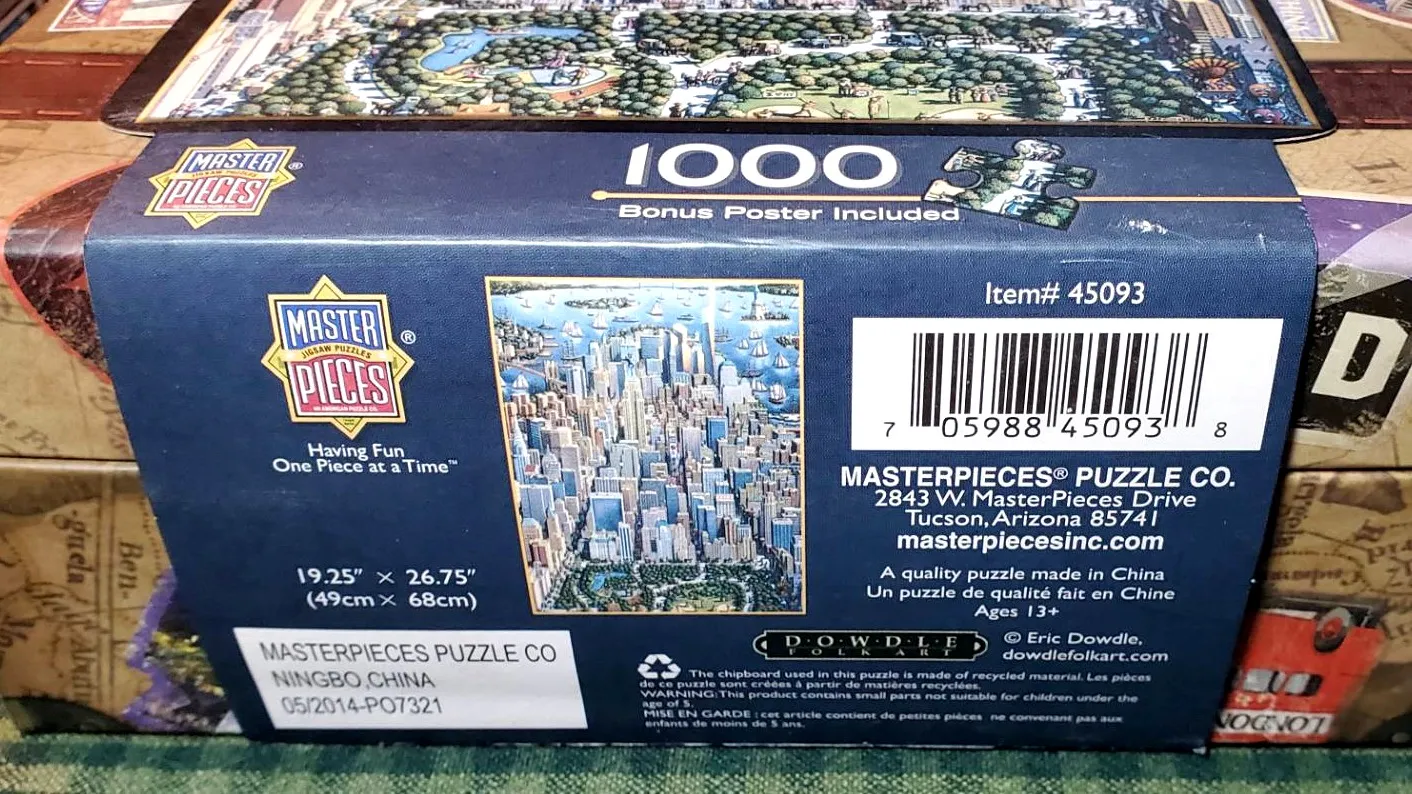 MASTER
JIGSAW PUZZLES
PIECES
®
1000
Bonus Poster Included
MASTER
JIGSAW PUZZLES
PIECES
AN AMERICAN PUZZLE CO.
®
Having Fun
One Piece at a Time™
19.25" × 26.75"
(49cm × 68cm)
MASTERPIECES PUZZLE CO
NINGBO,CHINA
05/2014-PO7321
Item# 45093
7 05988 45093 8
MASTERPIECES® PUZZLE CO.
2843 W. MasterPieces Drive
Tucson, Arizona 85741
masterpiecesinc.com
A quality puzzle made in China
Un puzzle de qualité fait en Chine
Ages 13+
D·O·W·D·L·E
FOLK ART
© Eric Dowdle,
dowdlefolkart.com
The chipboard used in this puzzle is made of recycled material. Les pièces
de ce puzzle sont créées à partir de matières recyclées.
WARNING: This product contains small parts not suitable for children under the
age of 5.
MISE EN GARDE : cet article contient de petites pièces ne convenant pas aux
enfants de moins de 5 ans.
D